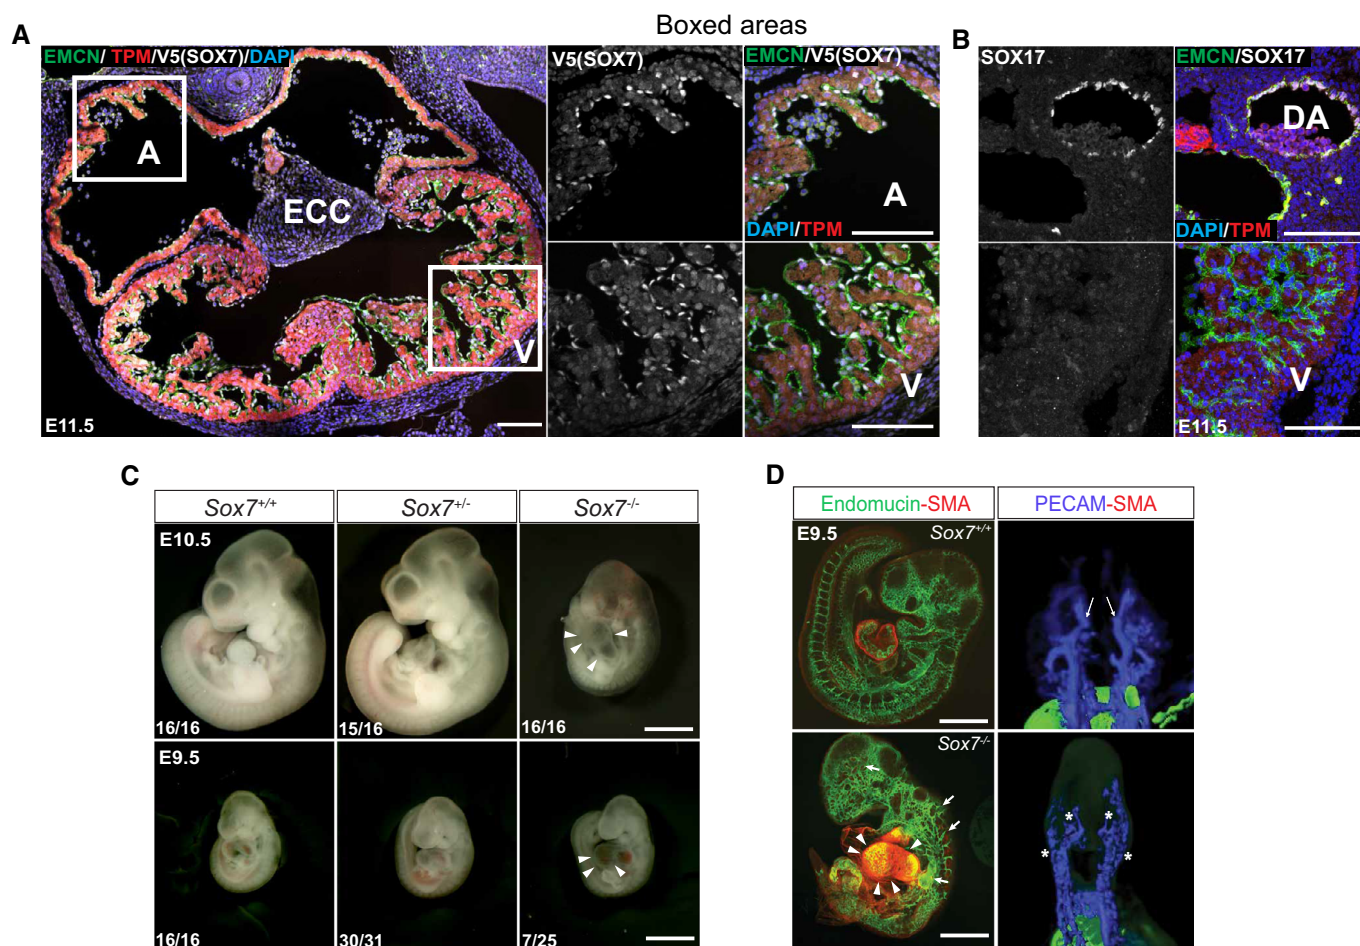 Boxed areas
A
EMCN/ TPM/V5(SOX7)/DAPI
A
ECC
V
E11.5
V5(SOX7)
EMCN/V5(SOX7)
A
DAPI/TPM
V
B
SOX17
EMCN/SOX17
DA
DAPI/TPM
V
E11.5
C
Sox7+/+
Sox7+/-
Sox7-/-
E10.5
16/16
15/16
16/16
E9.5
16/16
30/31
7/25
D
Endomucin-SMA
PECAM-SMA
E9.5
Sox7+/+
Sox7-/-
* *
* *